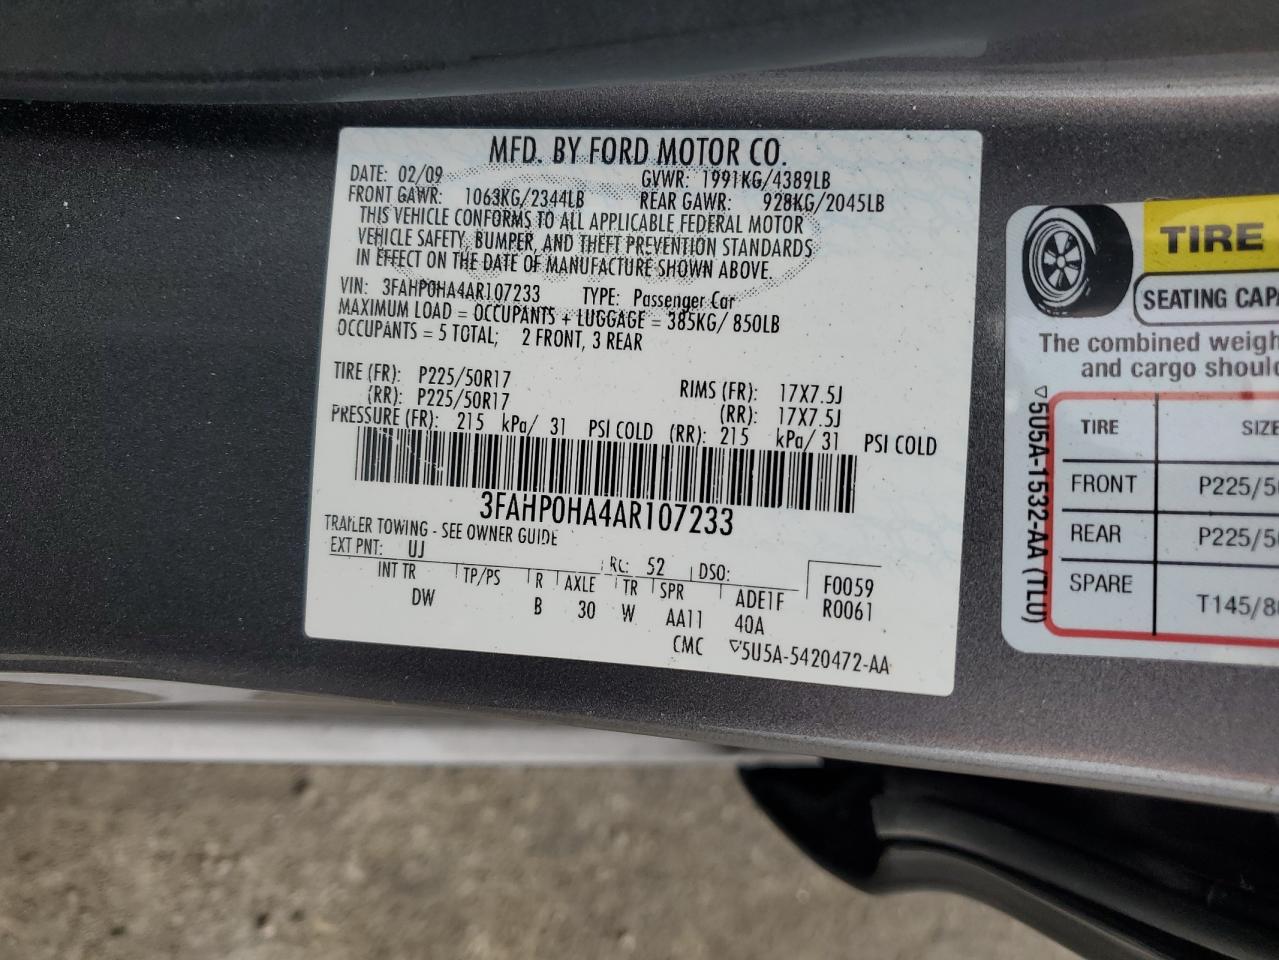 MFD. BY FORD MOTOR CO.
DATE: 02/09 GVWR: 1991KG/4389LB
FRONT GAWR: 1063KG/2344LB REAR GAWR: 928KG/2045LB
THIS VEHICLE CONFORMS TO ALL APPLICABLE FEDERAL MOTOR
VEHICLE SAFETY, BUMPER, AND THEFT PREVENTION STANDARDS
IN EFFECT ON THE DATE OF MANUFACTURE SHOWN ABOVE.
VIN: 3FAHP0HA4AR107233 TYPE: Passenger Car
MAXIMUM LOAD = OCCUPANTS + LUGGAGE = 385KG/ 850LB
OCCUPANTS = 5 TOTAL; 2 FRONT, 3 REAR
TIRE (FR): P225/50R17 RIMS (FR): 17X7.5J
(RR): P225/50R17 (RR): 17X7.5J
PRESSURE (FR): 215 kPa/ 31 PSI COLD (RR): 215 kPa/ 31 PSI COLD
3FAHP0HA4AR107233
TRAILER TOWING - SEE OWNER GUIDE
EXT PNT: UJ RC: 52 DSO: F0059
INT TR TP/PS R AXLE TR SPR R0061
DW B 30 W AA11 ADE1F
40A
CMC ▽5U5A-5420472-AA
TIRE
SEATING CAPA
The combined weigh
and cargo shoul
▽5U5A-1532-AA (TLU)
TIRE SIZE
FRONT P225/50
REAR P225/50
SPARE T145/8